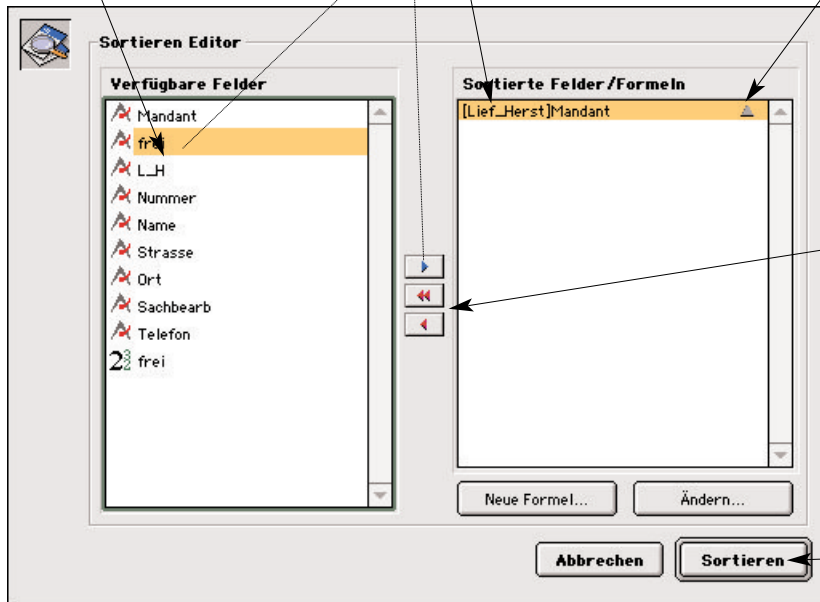 Sortieren Editor
Verfügbare Felder
Mandant
frei
L_H
Nummer
Name
Strasse
Ort
Sachbearb
Telefon
frei
Sortierte Felder/Formeln
[Lief_Herst]Mandant
Neue Formel...
Ändern...
Abbrechen
Sortieren